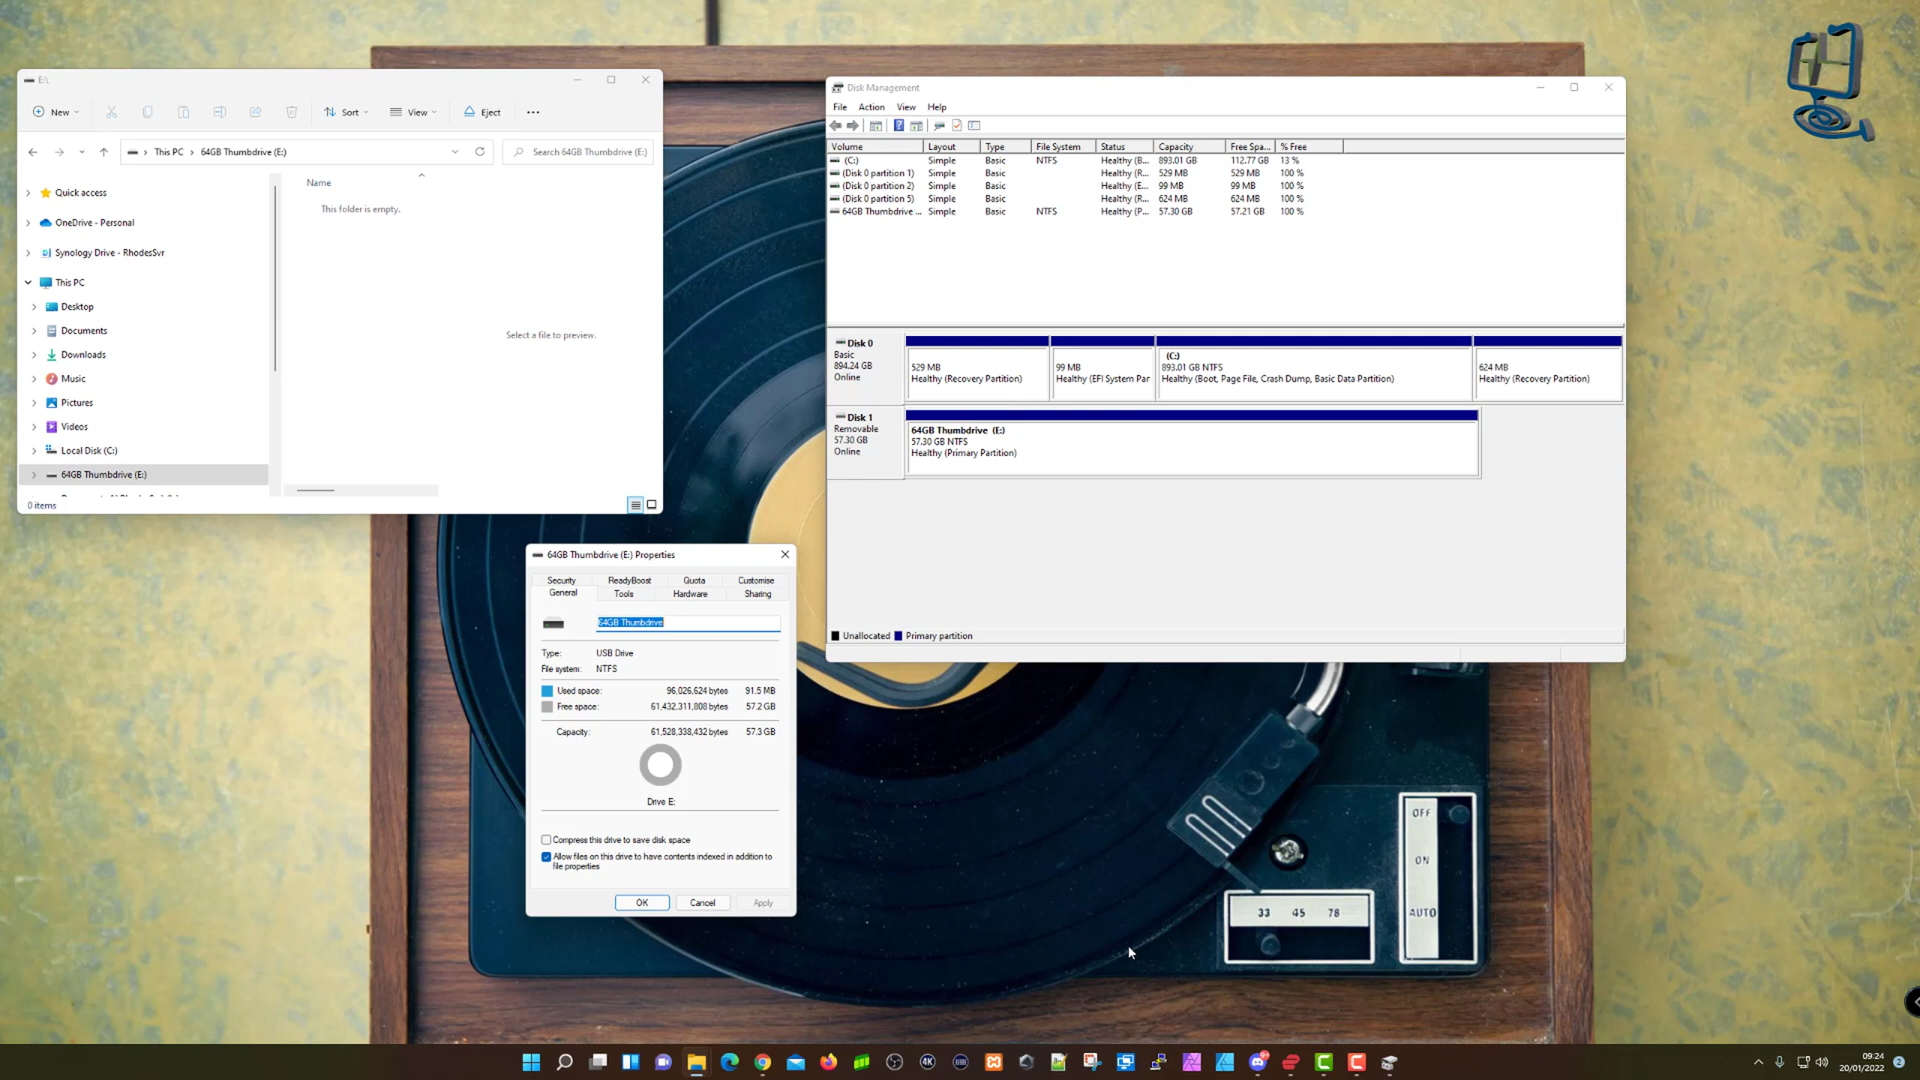 E:\
New
Sort
View
Eject
This PC > 64GB Thumbdrive (E:)
Search 64GB Thumbdrive (E:)
Quick access
OneDrive - Personal
Synology Drive - RhodesSvr
This PC
Desktop
Documents
Downloads
Music
Pictures
Videos
Local Disk (C:)
64GB Thumbdrive (E:)
Name
This folder is empty.
Select a file to preview.
0 items
Disk Management
File Action View Help
Volume Layout Type File System Status Capacity Free Spa... % Free
(C:) Simple Basic NTFS Healthy (B... 893.01 GB 112.77 GB 13 %
(Disk 0 partition 1) Simple Basic Healthy (R... 529 MB 529 MB 100 %
(Disk 0 partition 2) Simple Basic Healthy (E... 99 MB 99 MB 100 %
(Disk 0 partition 5) Simple Basic Healthy (R... 624 MB 624 MB 100 %
64GB Thumbdrive ... Simple Basic NTFS Healthy (P... 57.30 GB 57.21 GB 100 %
Disk 0
Basic
894.24 GB
Online
529 MB
Healthy (Recovery Partition)
99 MB
Healthy (EFI System Par
(C:)
893.01 GB NTFS
Healthy (Boot, Page File, Crash Dump, Basic Data Partition)
624 MB
Healthy (Recovery Partition)
Disk 1
Removable
57.30 GB
Online
64GB Thumbdrive (E:)
57.30 GB NTFS
Healthy (Primary Partition)
Unallocated Primary partition
64GB Thumbdrive (E:) Properties
Security ReadyBoost Quota Customise
General Tools Hardware Sharing
64GB Thumbdrive
Type: USB Drive
File system: NTFS
Used space: 96,026,624 bytes 91.5 MB
Free space: 61,432,311,808 bytes 57.2 GB
Capacity: 61,528,338,432 bytes 57.3 GB
Drive E:
Compress this drive to save disk space
Allow files on this drive to have contents indexed in addition to
file properties
OK Cancel Apply
OFF
ON
AUTO
33 45 78
4K
09:24
20/01/2022
2